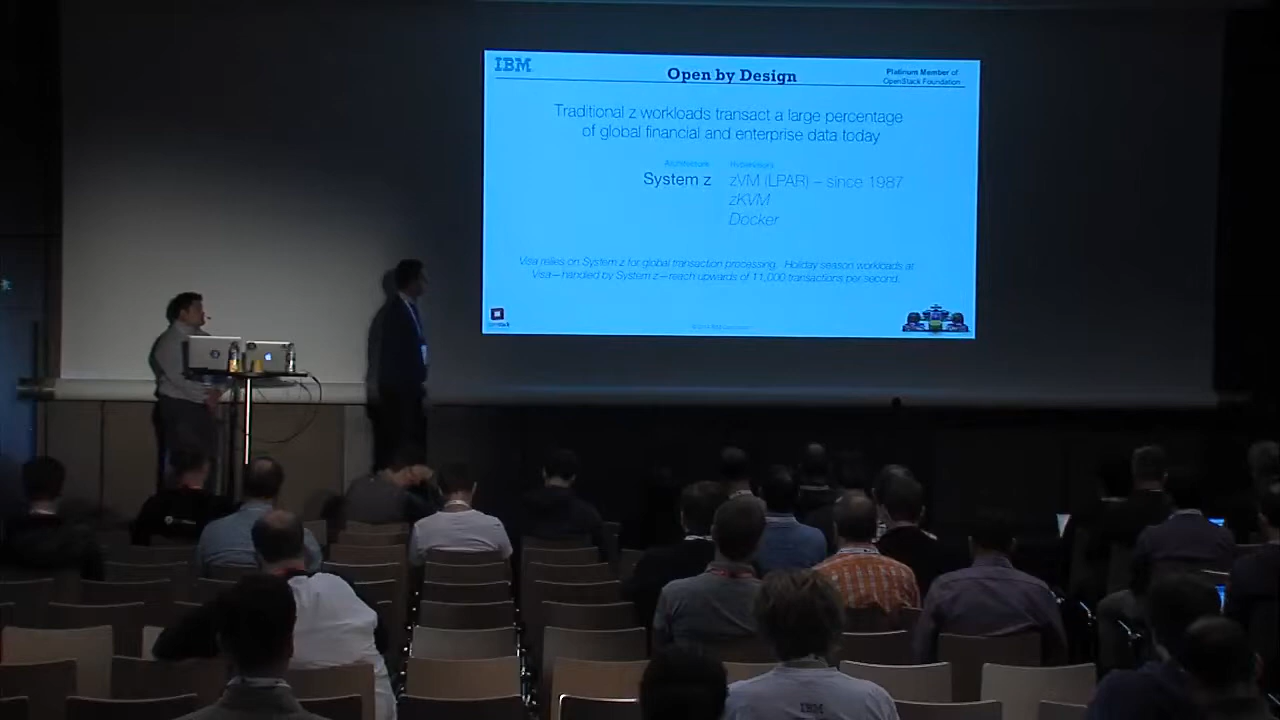 IBM
Open by Design
Platinum Member of
OpenStack Foundation
Traditional z workloads transact a large percentage
of global financial and enterprise data today
Architecture
Hypervisors
System z
zVM (LPAR) – since 1987
zKVM
Docker
Visa relies on System z for global transaction processing. Holiday season workloads at
Visa—handled by System z—reach upwards of 11,000 transactions per second.
openstack
IBM